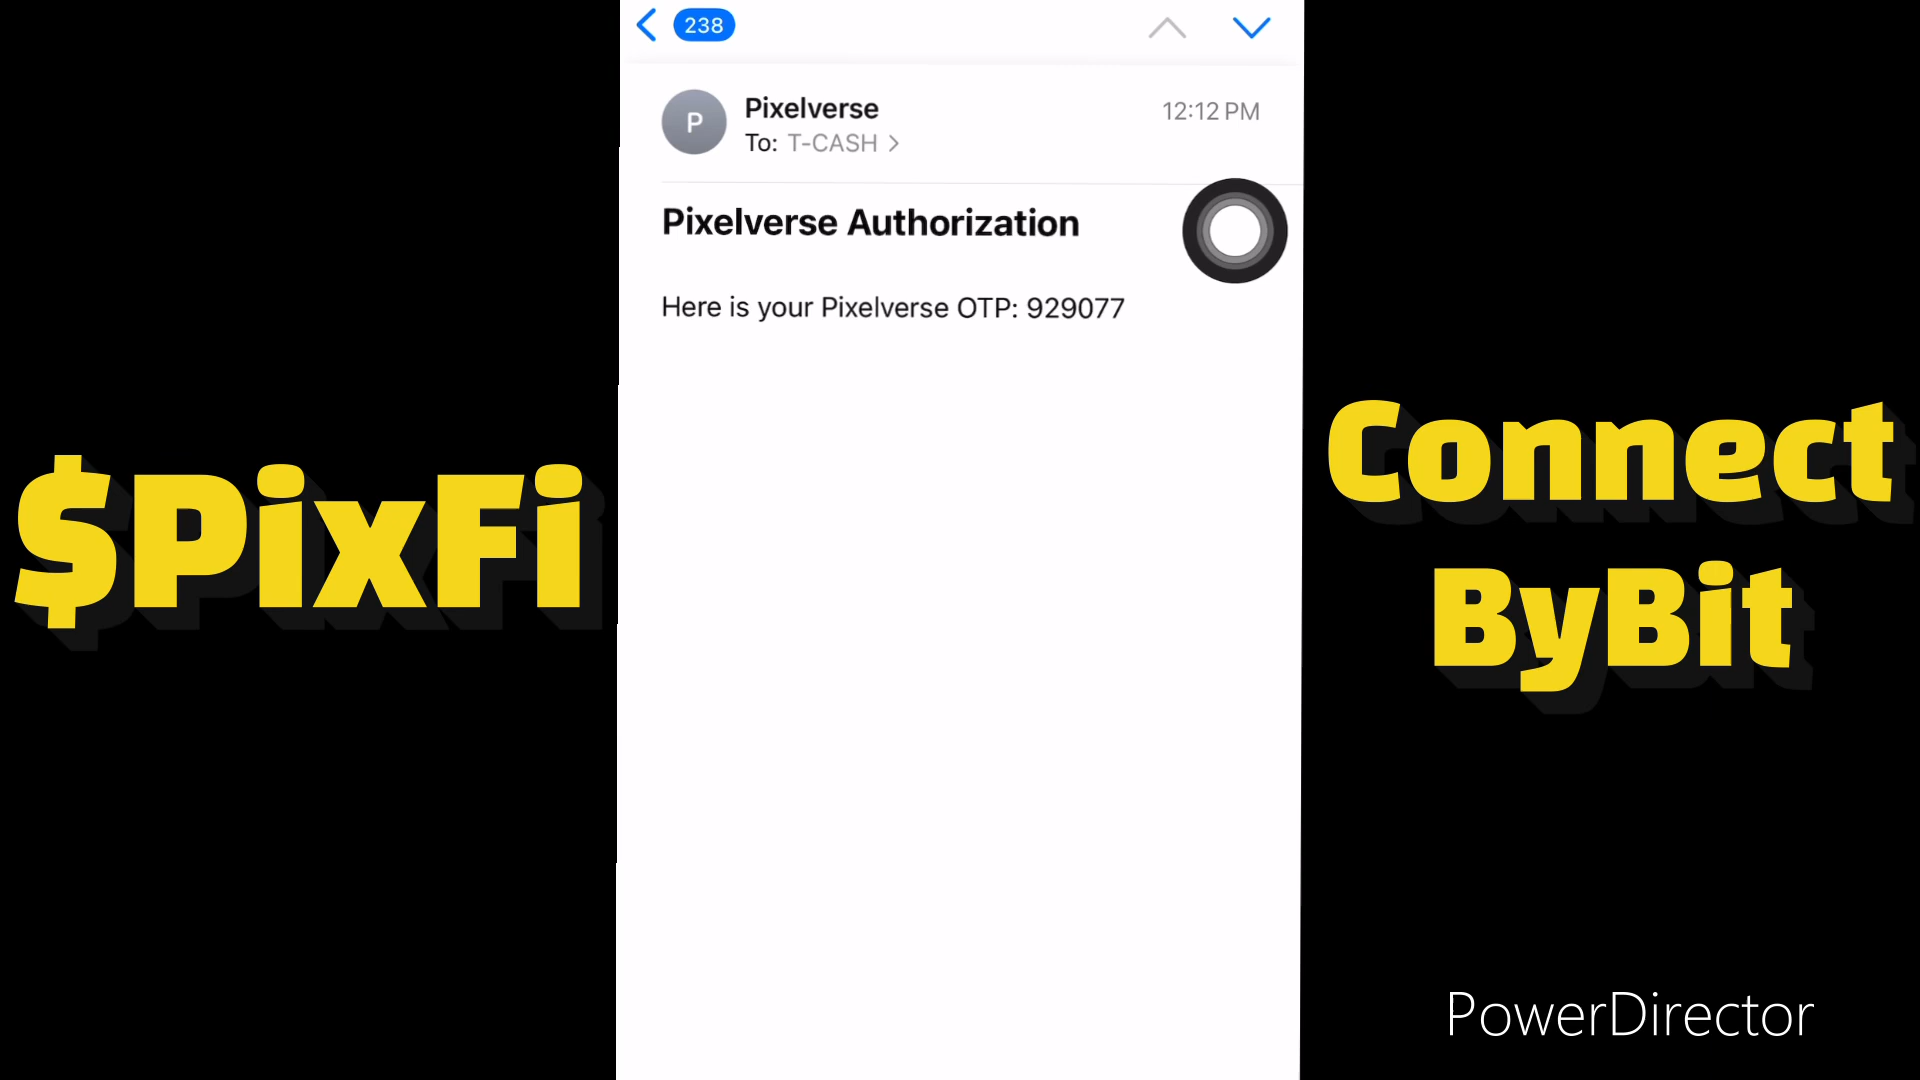 238
P
Pixelverse
12:12 PM
To: T-CASH
Pixelverse Authorization
Here is your Pixelverse OTP: 929077
$PixFi
Connect
ByBit
PowerDirector